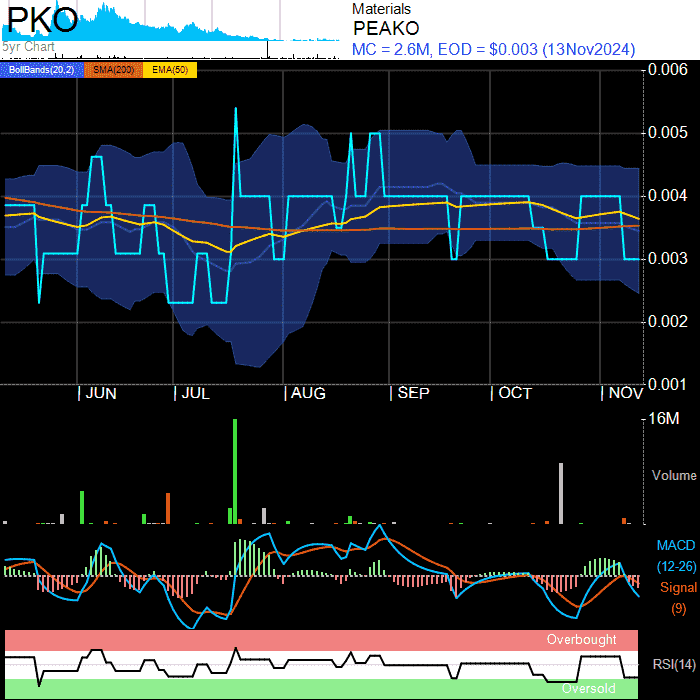 PKO
5yr Chart
Materials
PEAKO
MC = 2.6M, EOD = $0.003 (13Nov2024)
BollBands(20,2) SMA(200) EMA(50)
0.006
0.005
0.004
0.003
0.002
0.001
| JUN | JUL | AUG | SEP | OCT | NOV
16M
Volume
MACD
(12-26)
Signal
(9)
Overbought
RSI(14)
Oversold